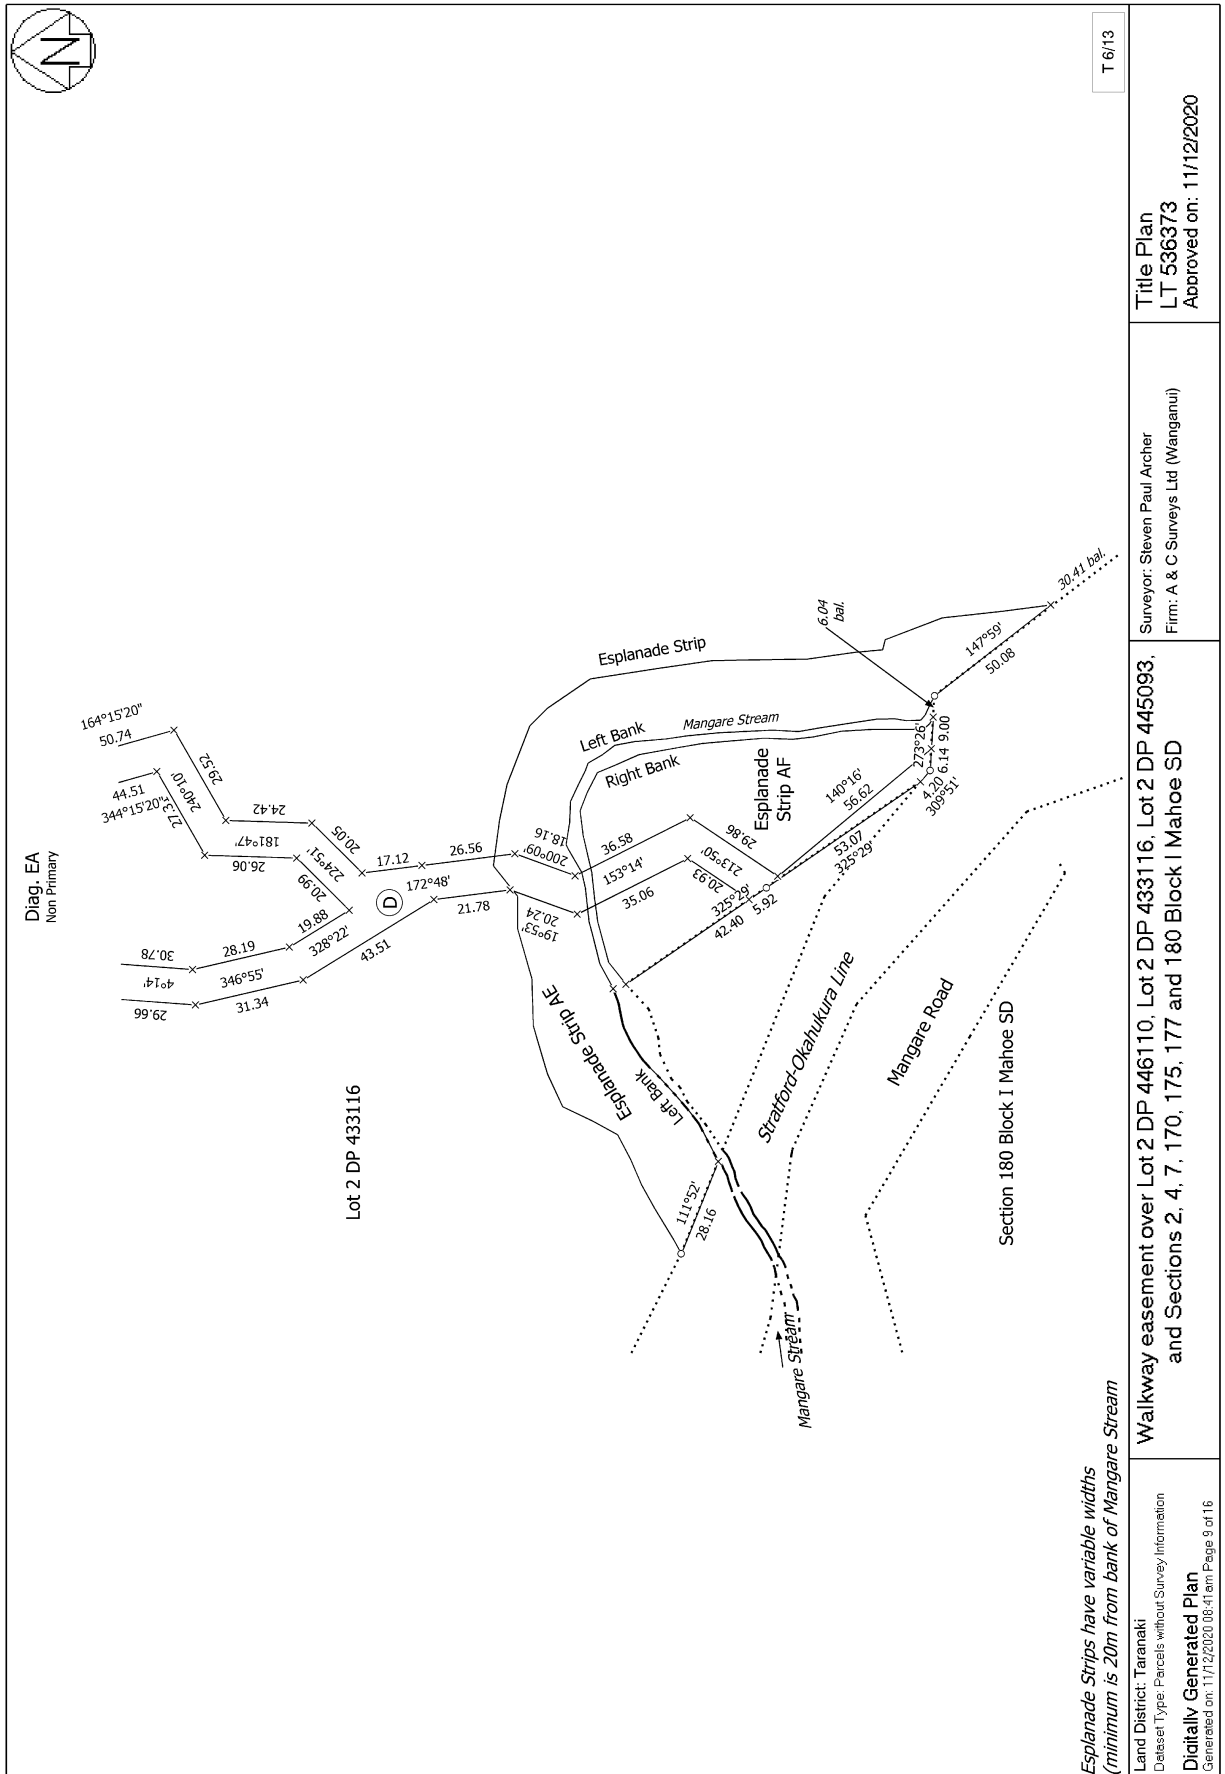 N
Diag. EA
Non Primary
T 6/13
164°15'20"
50.74
29.52
44.51
344°15'20"
240°10'
24.42
181°47'
26.06
20.05
224°51'
20.99
17.12
26.56
172°48'
D
19.88
328°22'
43.51
21.78
30.78
4°14'
29.66
28.19
346°55'
31.34
18.16
200°09'
20.24
19°53'
36.58
153°14'
35.06
29.86
213°50'
20.93
325°29'
42.40
5.92
Esplanade Strip
Left Bank
Mangare Stream
Right Bank
Esplanade
Strip AF
6.04
bal.
30.41 bal.
147°59'
50.08
273°26'
9.00
6.14
4.20
309°51'
140°16'
56.62
53.07
325°29'
Lot 2 DP 433116
Esplanade Strip AE
Left Bank
Stratford-Okahukura Line
Mangare Road
Section 180 Block I Mahoe SD
111°52'
28.16
Mangare Stream
Esplanade Strips have variable widths
(minimum is 20m from bank of Mangare Stream
Land District: Taranaki
Dataset Type: Parcels without Survey Information
Digitally Generated Plan
Generated on: 11/12/2020 08:41am Page 9 of 16
Walkway easement over Lot 2 DP 446110, Lot 2 DP 433116, Lot 2 DP 445093,
and Sections 2, 4, 7, 170, 175, 177 and 180 Block I Mahoe SD
Surveyor: Steven Paul Archer
Firm: A & C Surveys Ltd (Wanganui)
Title Plan
LT 536373
Approved on: 11/12/2020